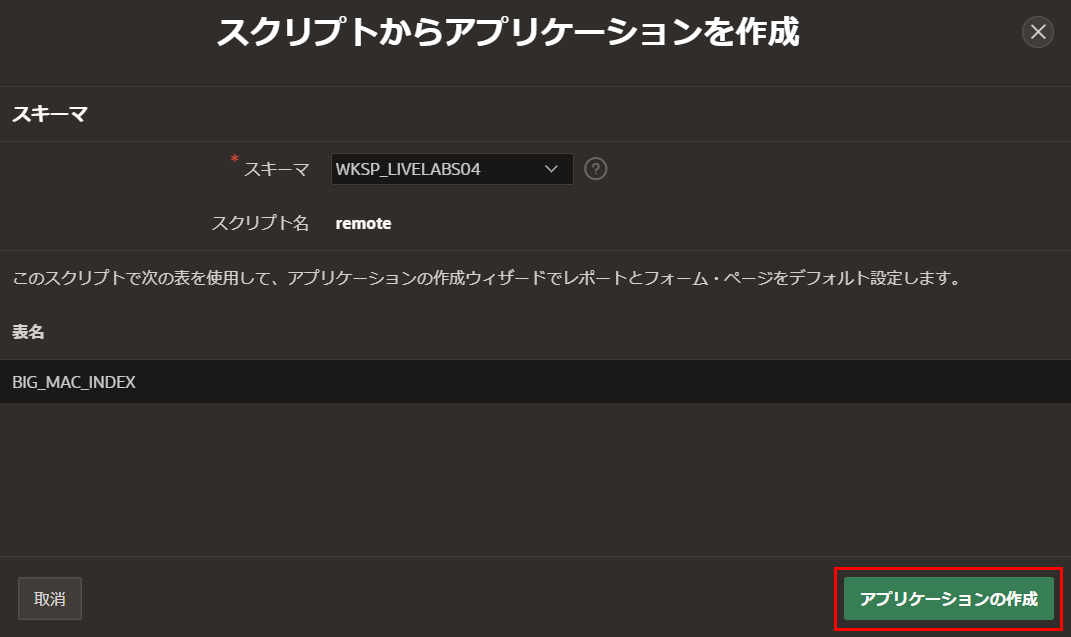 スクリプトからアプリケーションを作成
スキーマ
* スキーマ WKSP_LIVELABS04 ?
スクリプト名 remote
このスクリプトで次の表を使用して、アプリケーションの作成ウィザードでレポートとフォーム・ページをデフォルト設定します。
表名
BIG_MAC_INDEX
取消 アプリケーションの作成